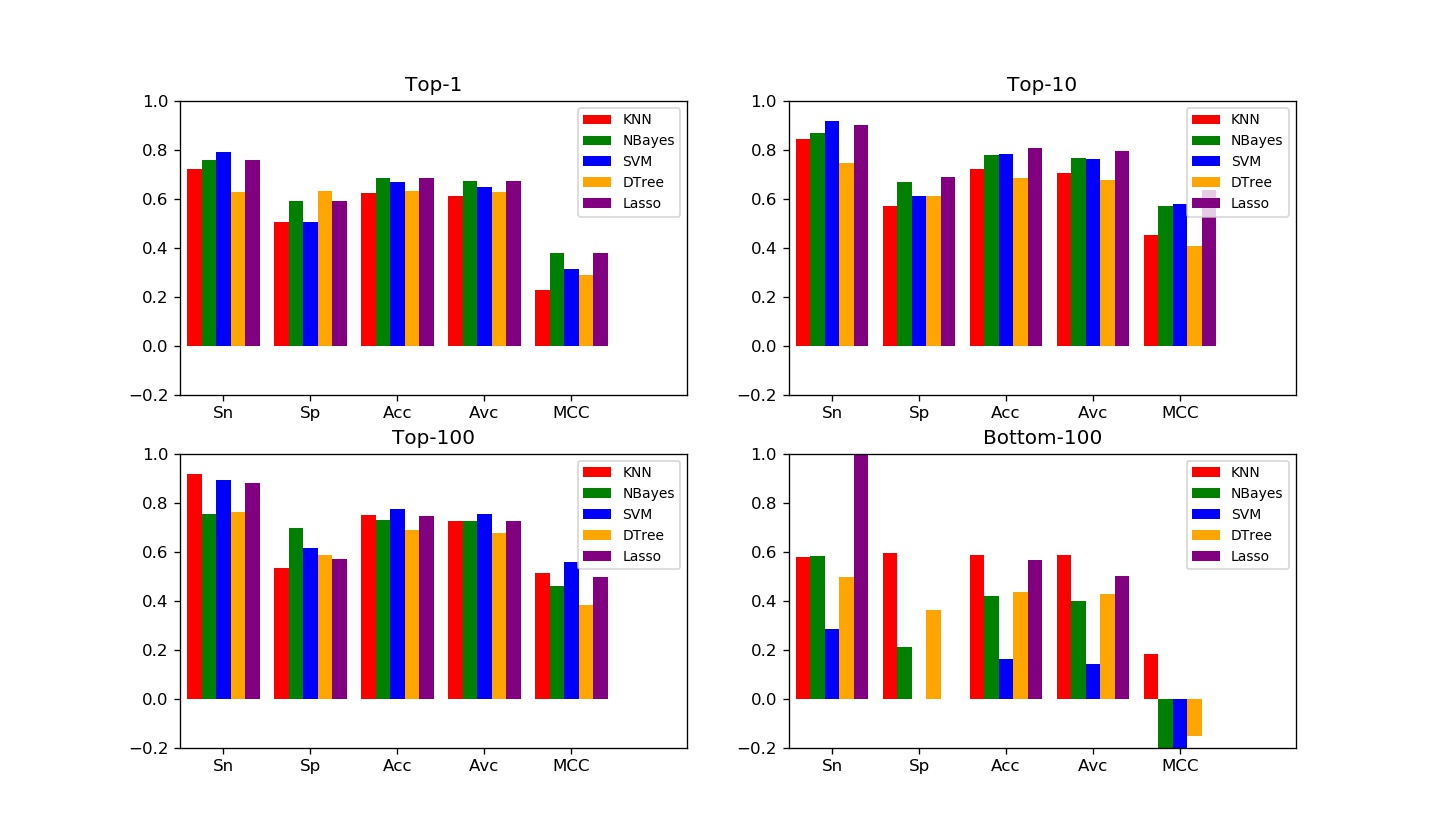 Top-1
1.0
0.8
0.6
0.4
0.2
0.0
−0.2
Sn Sp Acc Avc MCC
KNN
NBayes
SVM
DTree
Lasso
Top-10
1.0
0.8
0.6
0.4
0.2
0.0
−0.2
Sn Sp Acc Avc MCC
KNN
NBayes
SVM
DTree
Lasso
Top-100
1.0
0.8
0.6
0.4
0.2
0.0
−0.2
Sn Sp Acc Avc MCC
KNN
NBayes
SVM
DTree
Lasso
Bottom-100
1.0
0.8
0.6
0.4
0.2
0.0
−0.2
Sn Sp Acc Avc MCC
KNN
NBayes
SVM
DTree
Lasso